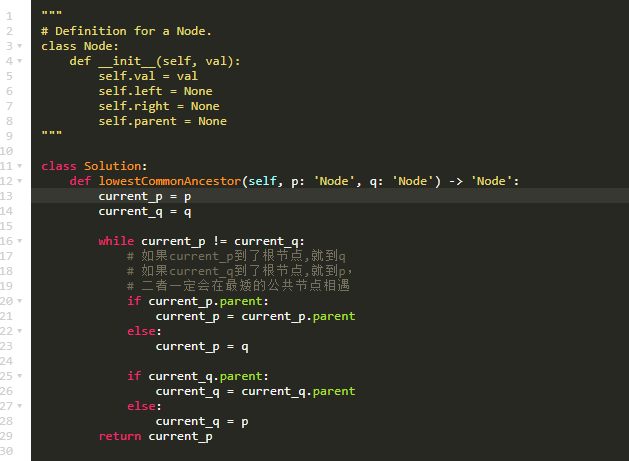 1 """
2 # Definition for a Node.
3 class Node:
4     def __init__(self, val):
5         self.val = val
6         self.left = None
7         self.right = None
8         self.parent = None
9 """
10
11 class Solution:
12     def lowestCommonAncestor(self, p: 'Node', q: 'Node') -> 'Node':
13         current_p = p
14         current_q = q
15
16         while current_p != current_q:
17             # 如果current_p到了根节点,就到q
18             # 如果current_q到了根节点,就到p，
19             # 二者一定会在最矮的公共节点相遇
20             if current_p.parent:
21                 current_p = current_p.parent
22             else:
23                 current_p = q
24
25             if current_q.parent:
26                 current_q = current_q.parent
27             else:
28                 current_q = p
29         return current_p
30